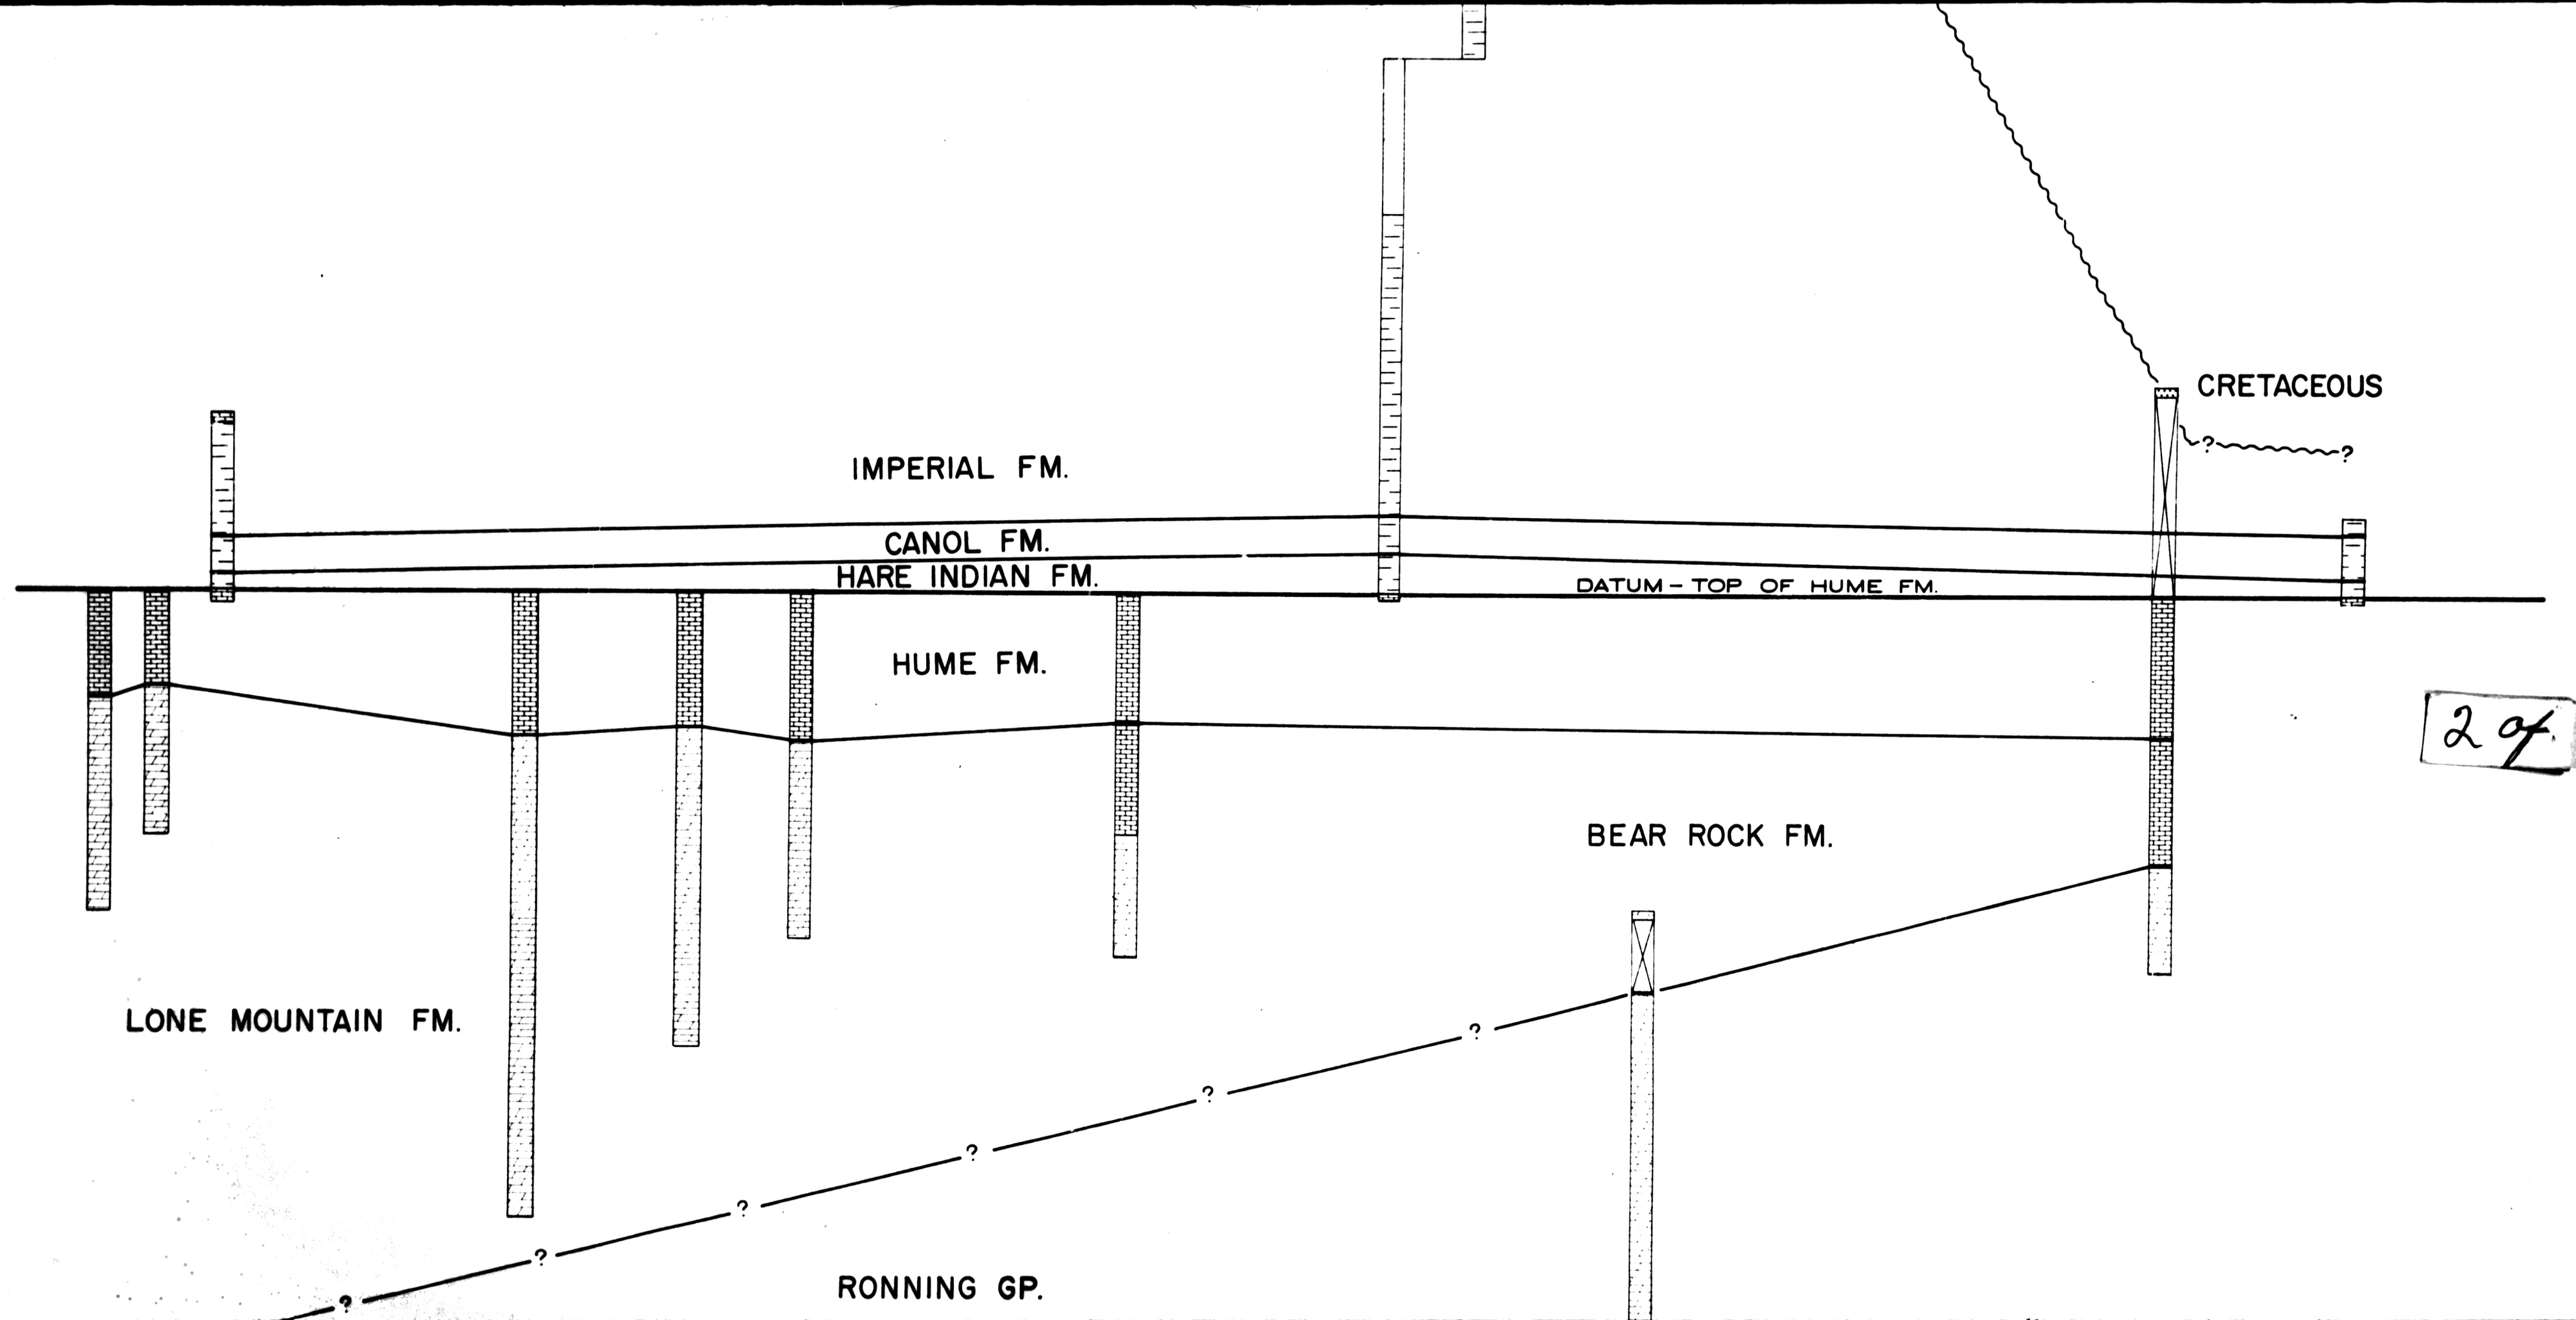 CRETACEOUS
?
?
IMPERIAL FM.
CANOL FM.
HARE INDIAN FM.
DATUM - TOP OF HUME FM.
HUME FM.
2 of.
BEAR ROCK FM.
LONE MOUNTAIN FM.
?
?
?
?
?
?
RONNING GP.